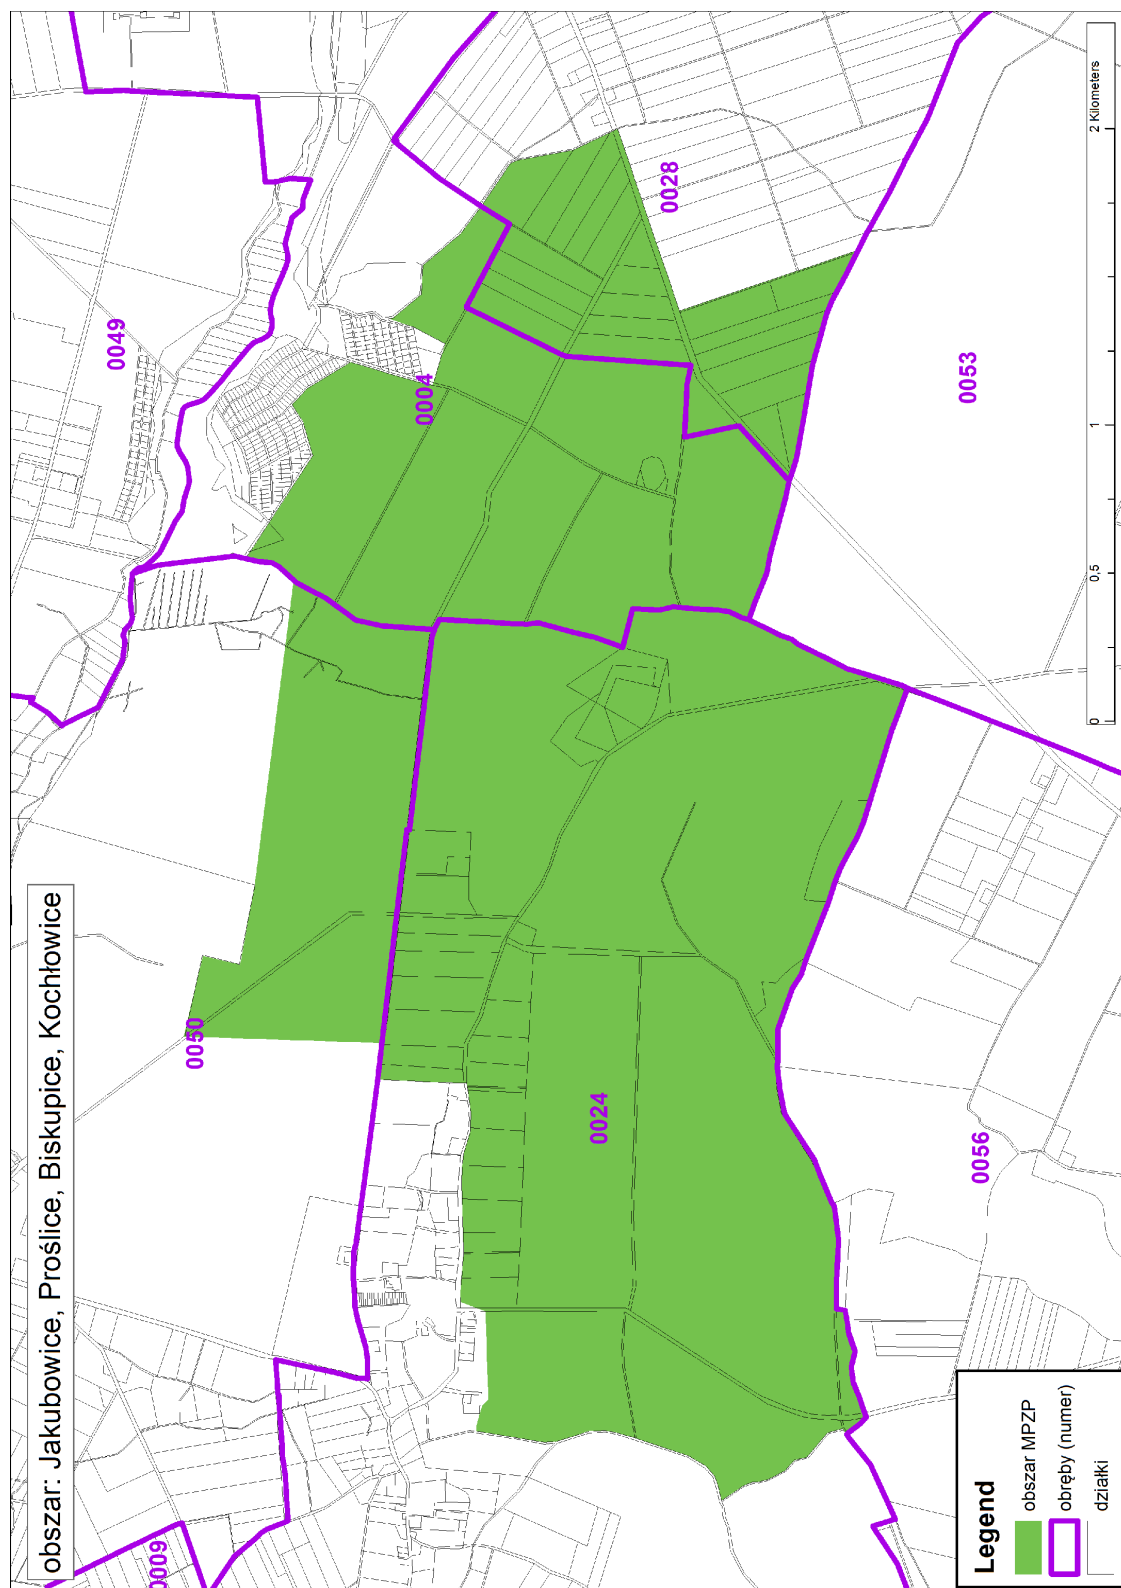 obszar: Jakubowice, Proślice, Biskupice, Kochłowice
0009
0050
0049
0004
0028
0024
0056
0053
Legend
obszar MPZP
obręby (numer)
działki
0 0,5 1 2 Kilometers